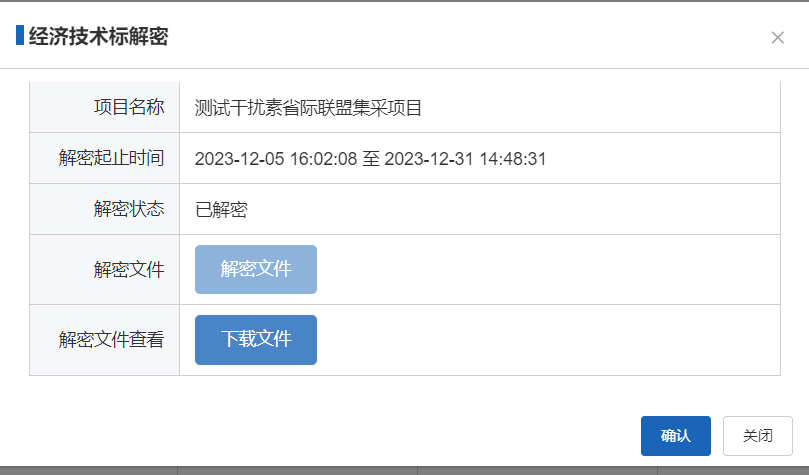 经济技术标解密
项目名称 测试干扰素省际联盟集采项目
解密起止时间 2023-12-05 16:02:08 至 2023-12-31 14:48:31
解密状态 已解密
解密文件 解密文件
解密文件查看 下载文件
确认 关闭